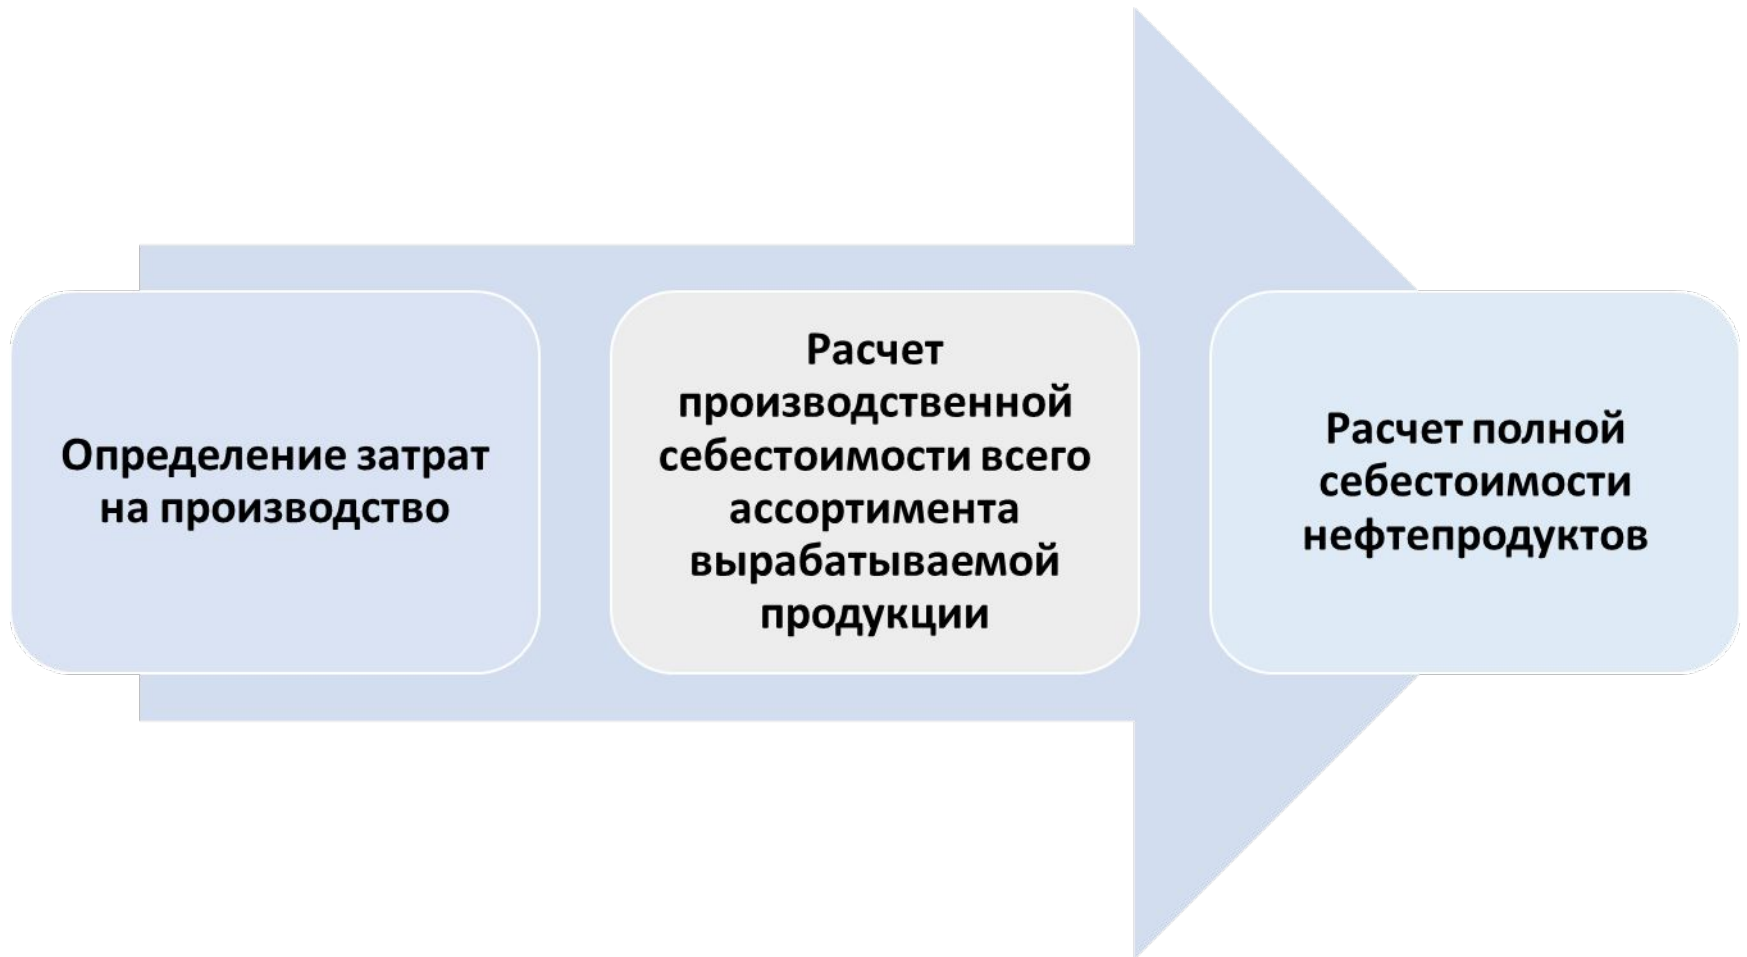 Определение затрат
на производство
Расчет
производственной
себестоимости всего
ассортимента
вырабатываемой
продукции
Расчет полной
себестоимости
нефтепродуктов